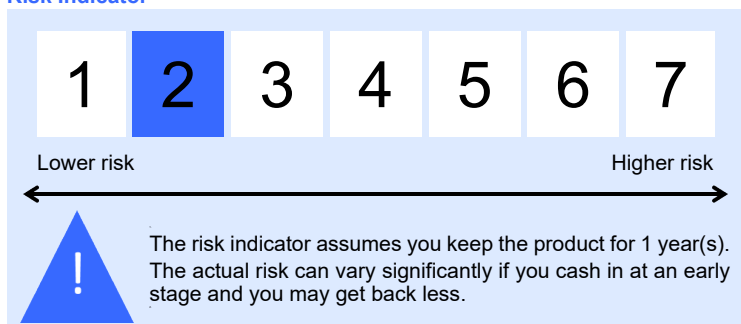 Risk Indicator
1 2 3 4 5 6 7
Lower risk Higher risk
!
The risk indicator assumes you keep the product for 1 year(s).
The actual risk can vary significantly if you cash in at an early
stage and you may get back less.